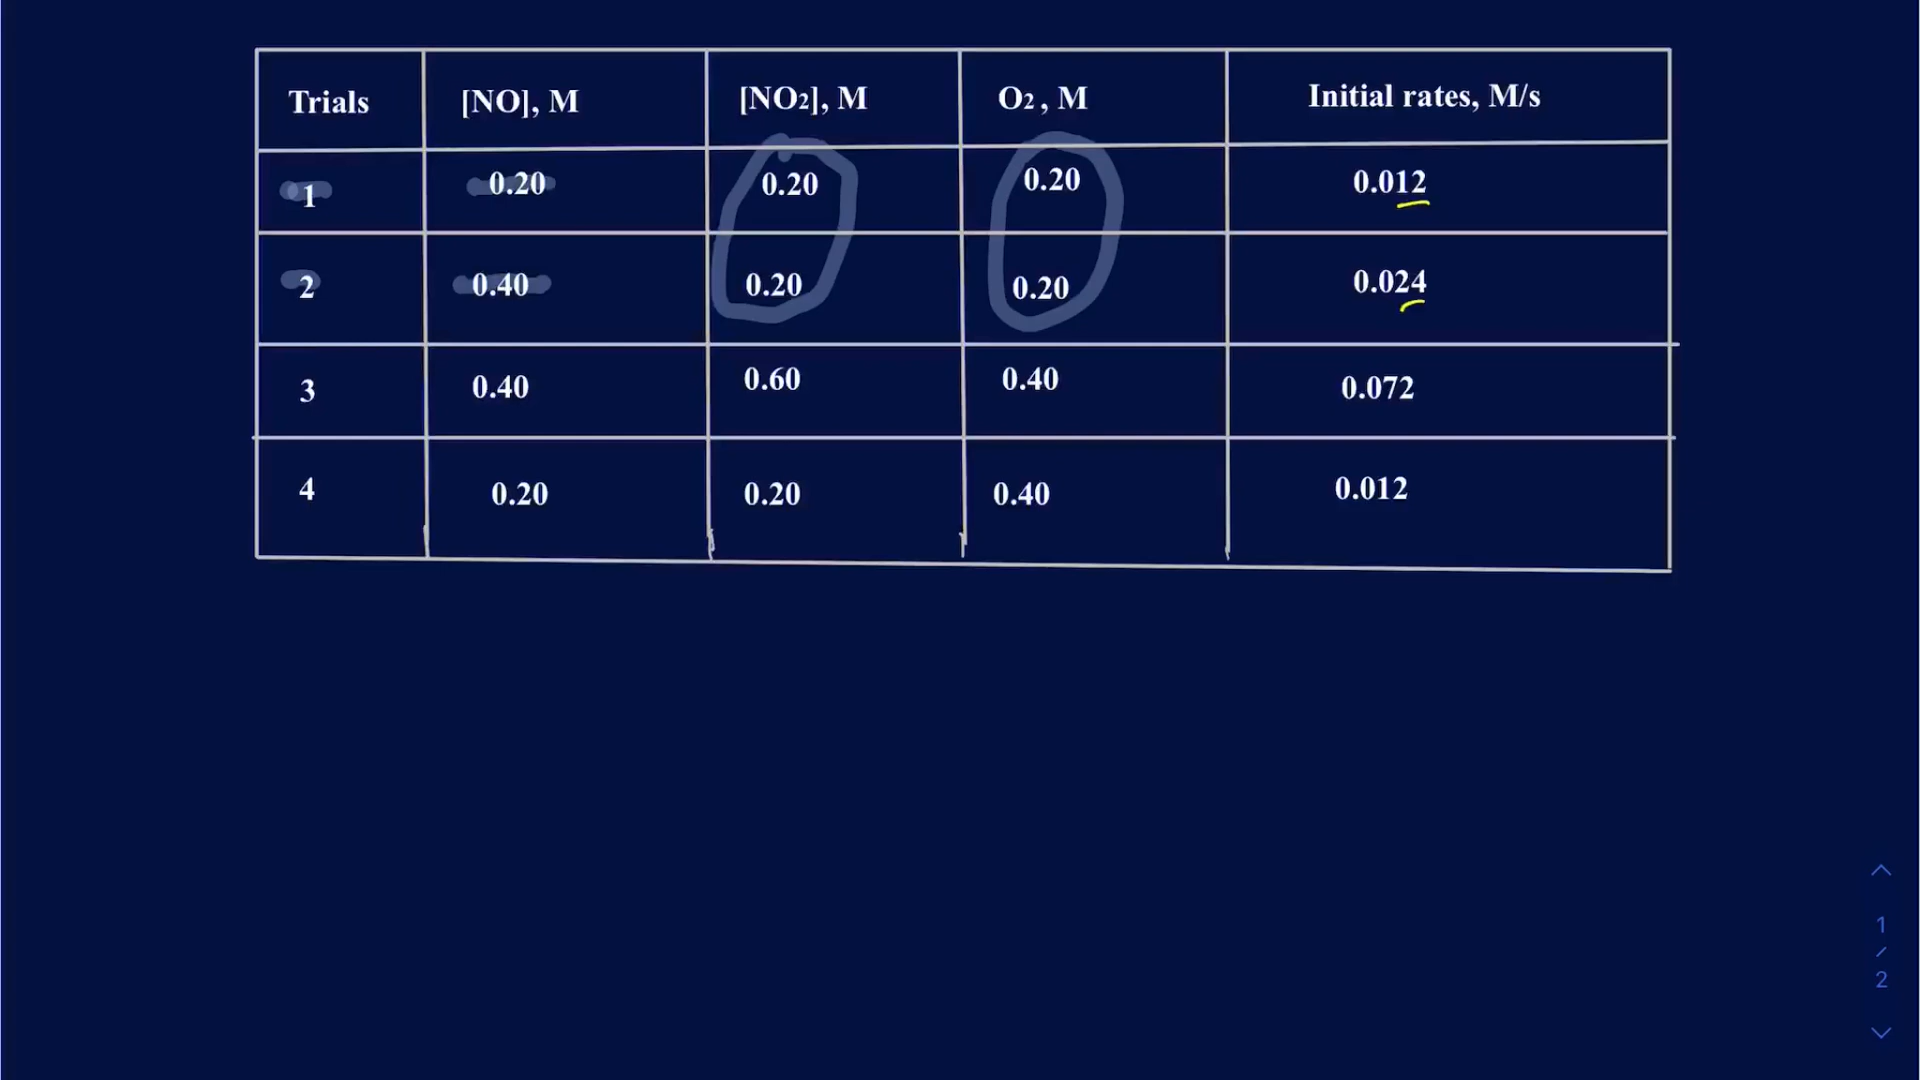 Trials [NO], M [NO2], M O2 , M Initial rates, M/s
1 0.20 0.20 0.20 0.012
2 0.40 0.20 0.20 0.024
3 0.40 0.60 0.40 0.072
4 0.20 0.20 0.40 0.012
1
/
2